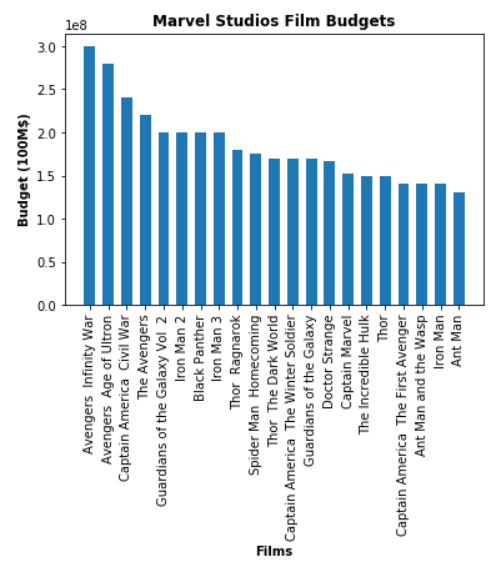 Marvel Studios Film Budgets
1e8
3.0
2.5
2.0
1.5
1.0
0.5
0.0
Budget (100M$)
Avengers  Infinity War
Avengers  Age of Ultron
Captain America  Civil War
The Avengers
Guardians of the Galaxy Vol  2
Iron Man 2
Black Panther
Iron Man 3
Thor  Ragnarok
Spider Man  Homecoming
Thor  The Dark World
Captain America  The Winter Soldier
Guardians of the Galaxy
Doctor Strange
Captain Marvel
The Incredible Hulk
Thor
Captain America  The First Avenger
Ant Man and the Wasp
Iron Man
Ant Man
Films